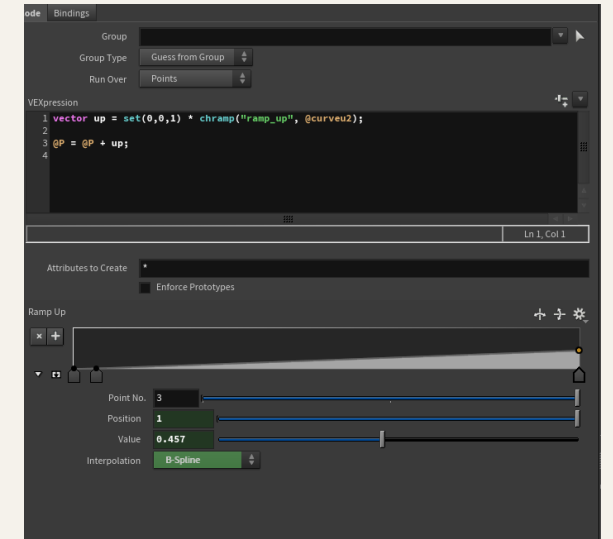 ode Bindings
Group
Group Type Guess from Group
Run Over Points
VEXpression
1 vector up = set(0,0,1) * chramp("ramp_up", @curveu2);
2
3 @P = @P + up;
4
Ln 1, Col 1
Attributes to Create *
Enforce Prototypes
Ramp Up
Point No. 3
Position 1
Value 0.457
Interpolation B-Spline